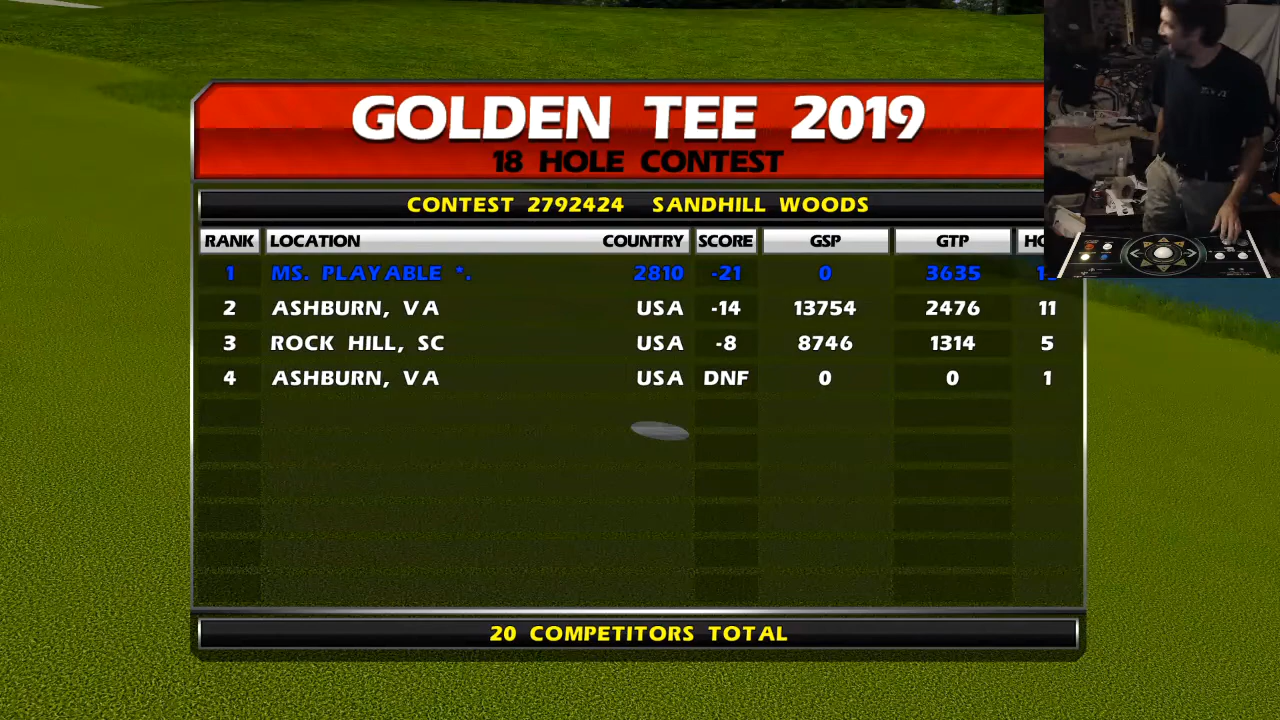 GOLDEN TEE 2019
18 HOLE CONTEST
CONTEST 2792424 SANDHILL WOODS
RANK LOCATION COUNTRY SCORE GSP GTP
1 MS. PLAYABLE *. 2810 -21 0 3635
2 ASHBURN, VA USA -14 13754 2476 11
3 ROCK HILL, SC USA -8 8746 1314 5
4 ASHBURN, VA USA DNF 0 0 1
20 COMPETITORS TOTAL